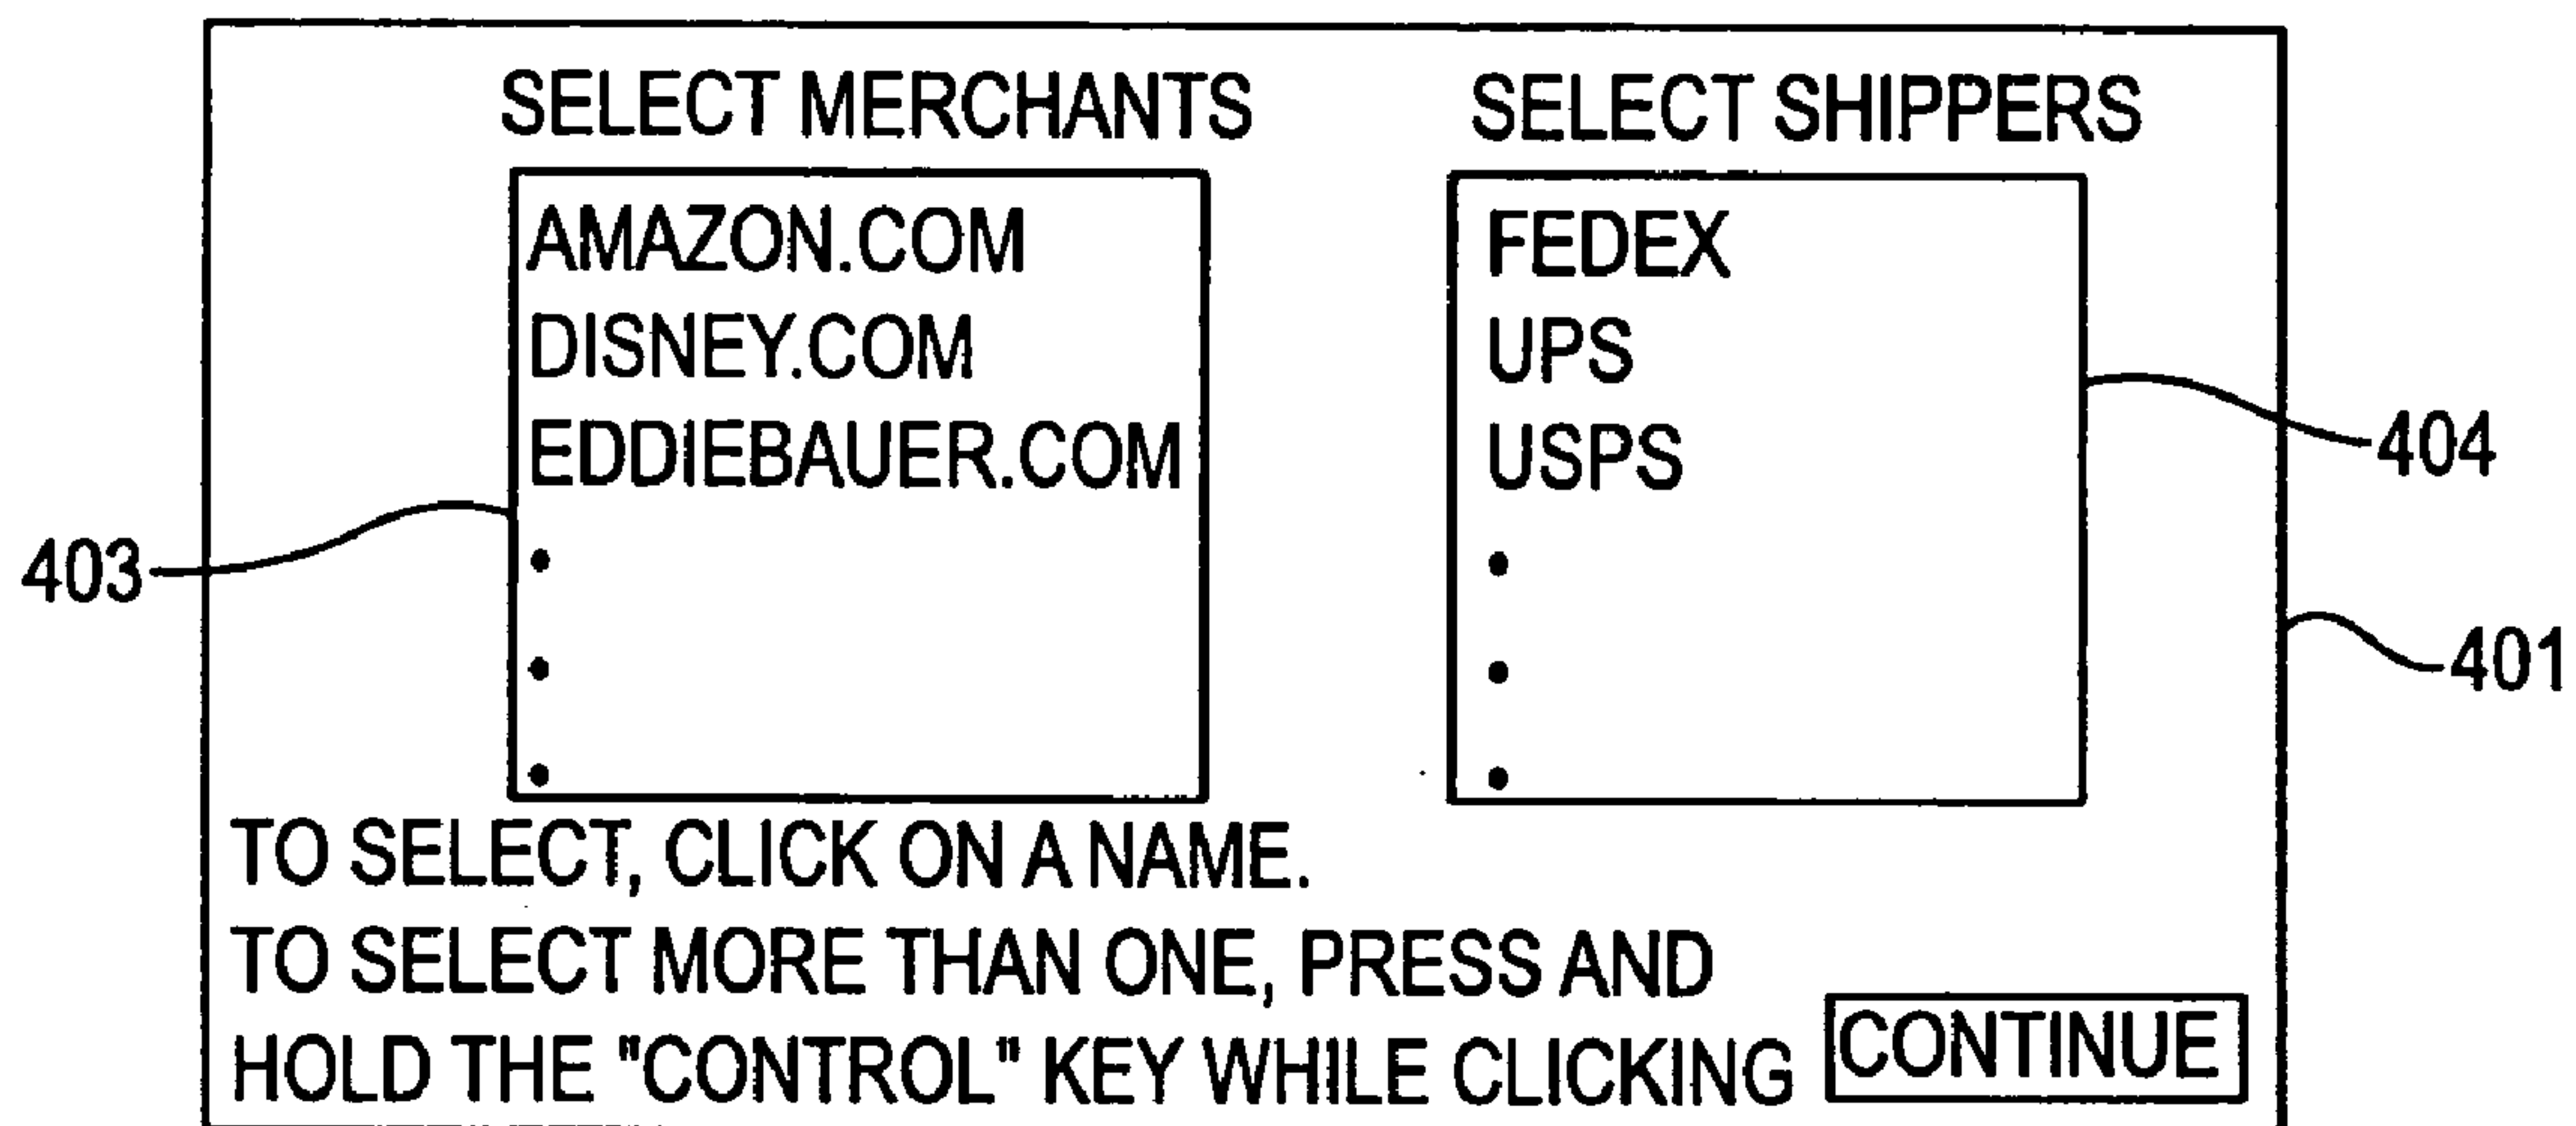 SELECT MERCHANTS
AMAZON.COM
DISNEY.COM
EDDIEBAUER.COM
403
SELECT SHIPPERS
FEDEX
UPS
USPS
404
401
TO SELECT, CLICK ON A NAME.
TO SELECT MORE THAN ONE, PRESS AND
HOLD THE "CONTROL" KEY WHILE CLICKING
CONTINUE